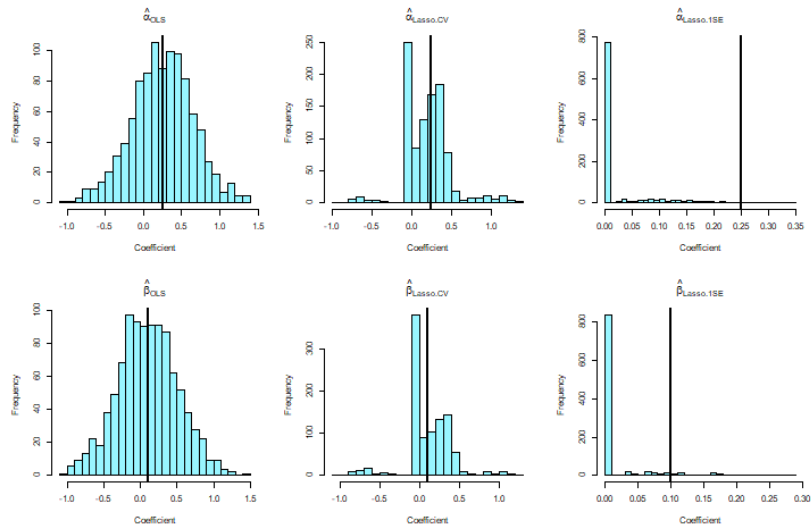 α̂OLS
α̂Lasso.CV
α̂Lasso.1SE
Frequency
0 20 40 60 80 100
-1.0 -0.5 0.0 0.5 1.0 1.5
Coefficient
Frequency
0 50 100 150 200 250
-1.0 -0.5 0.0 0.5 1.0
Coefficient
Frequency
0 200 400 600 800
0.00 0.05 0.10 0.15 0.20 0.25 0.30 0.35
Coefficient
β̂OLS
β̂Lasso.CV
β̂Lasso.1SE
Frequency
0 20 40 60 80 100
-1.0 -0.5 0.0 0.5 1.0 1.5
Coefficient
Frequency
0 100 200 300
-1.0 -0.5 0.0 0.5 1.0
Coefficient
Frequency
0 200 400 600 800
0.00 0.05 0.10 0.15 0.20 0.25 0.30
Coefficient